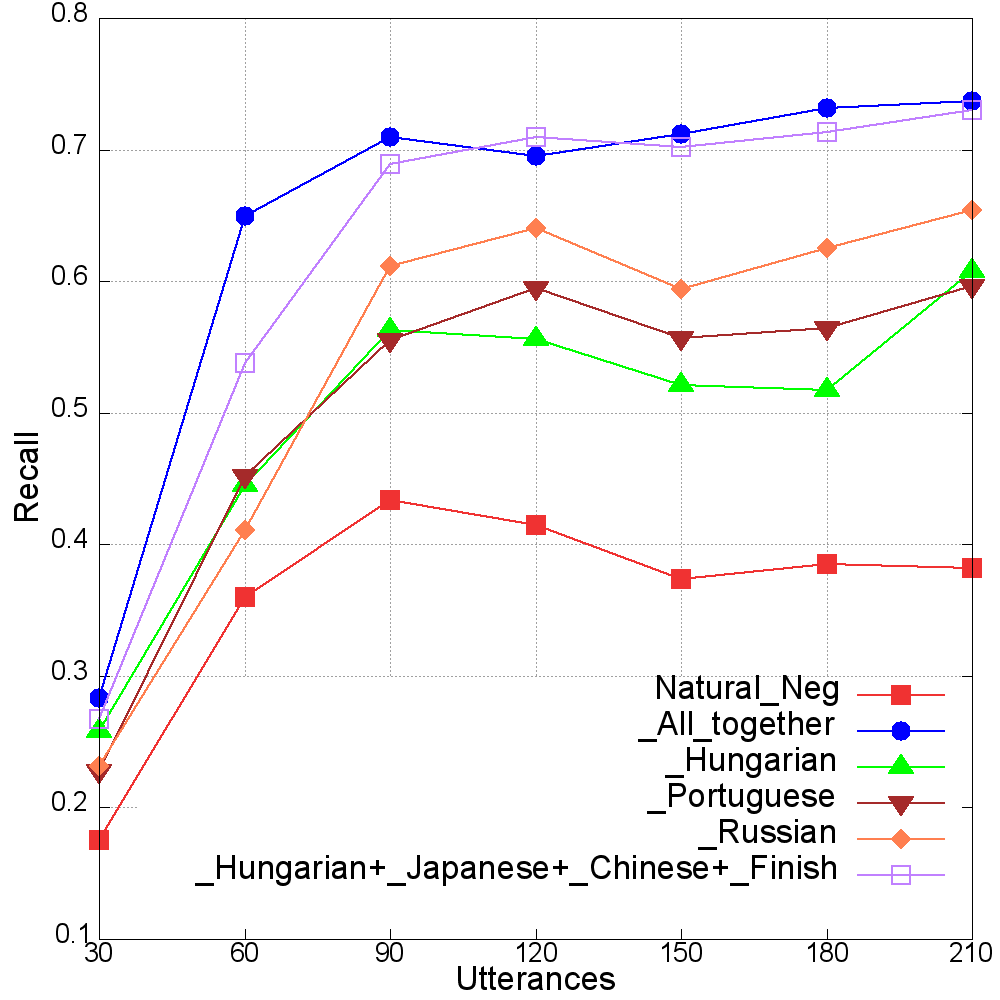 0.8
0.7
0.6
0.5
0.4
0.3
0.2
0.1
Recall
Natural_Neg
_All_together
_Hungarian
_Portuguese
_Russian
_Hungarian+_Japanese+_Chinese+_Finish
30 60 90 120 150 180 210
Utterances